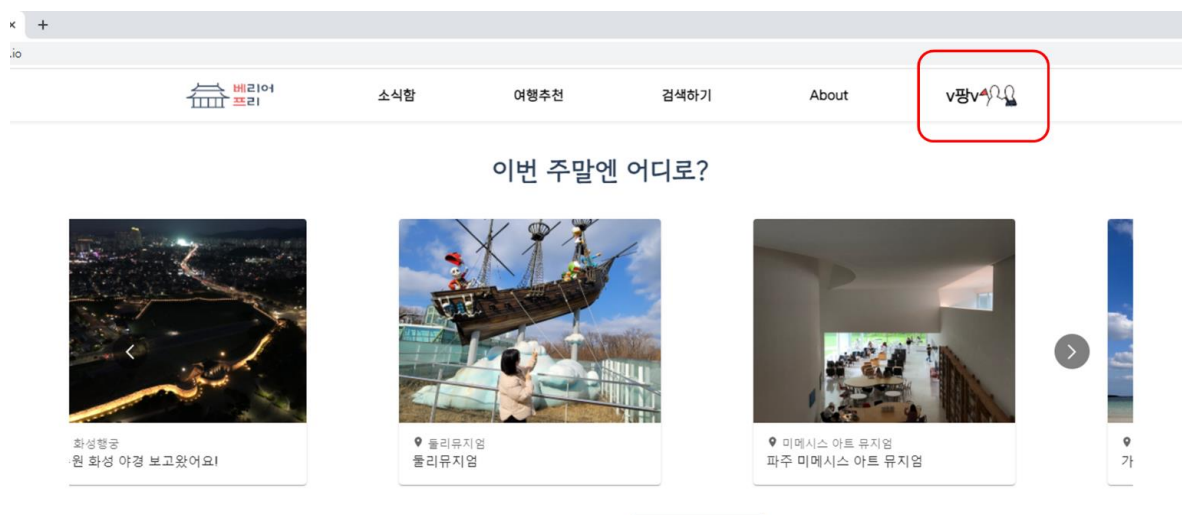 .io
베리어
프리
소식함
여행추천
검색하기
About
v팡v
이번 주말엔 어디로?
화성행궁
원 화성 야경 보고왔어요!
둘리뮤지엄
둘리뮤지엄
미메시스 아트 뮤지엄
파주 미메시스 아트 뮤지엄
가